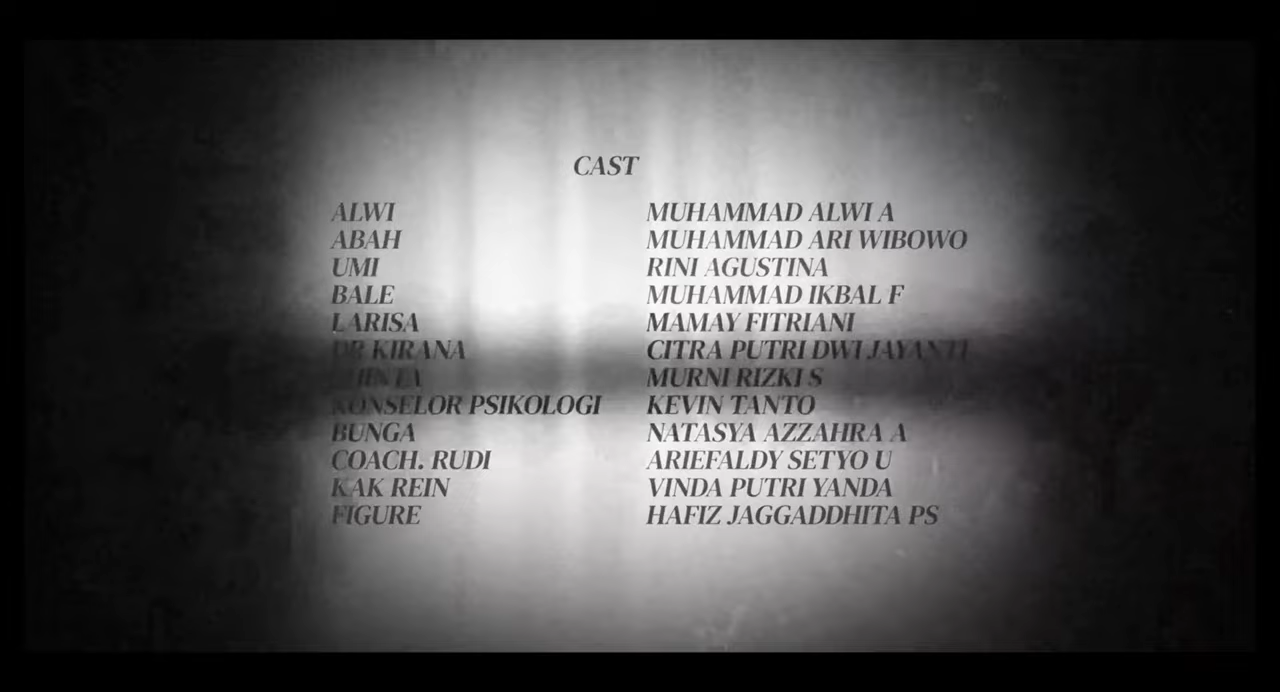 CAST
ALWI MUHAMMAD ALWI A
ABAH MUHAMMAD ARI WIBOWO
UMI RINI AGUSTINA
BALE MUHAMMAD IKBAL F
LARISA MAMAY FITRIANI
DR KIRANA CITRA PUTRI DWI JAYANTI
MURNI RIZKI S
KONSELOR PSIKOLOGI KEVIN TANTO
BUNGA NATASYA AZZAHRA A
COACH. RUDI ARIEFALDY SETYO U
KAK REIN VINDA PUTRI YANDA
FIGURE HAFIZ JAGGADDHITA PS